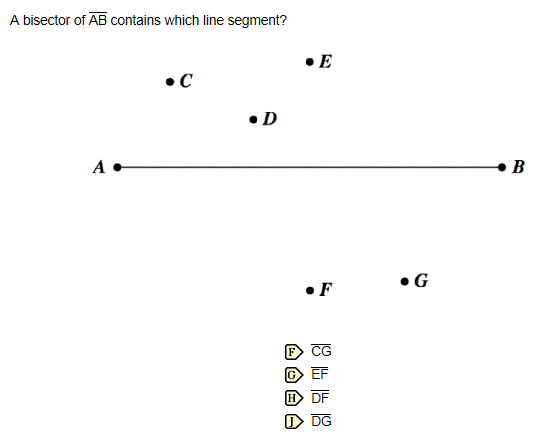 A bisector of AB contains which line segment?
E
C
D
A B
F G
F CG
G EF
H DF
J DG